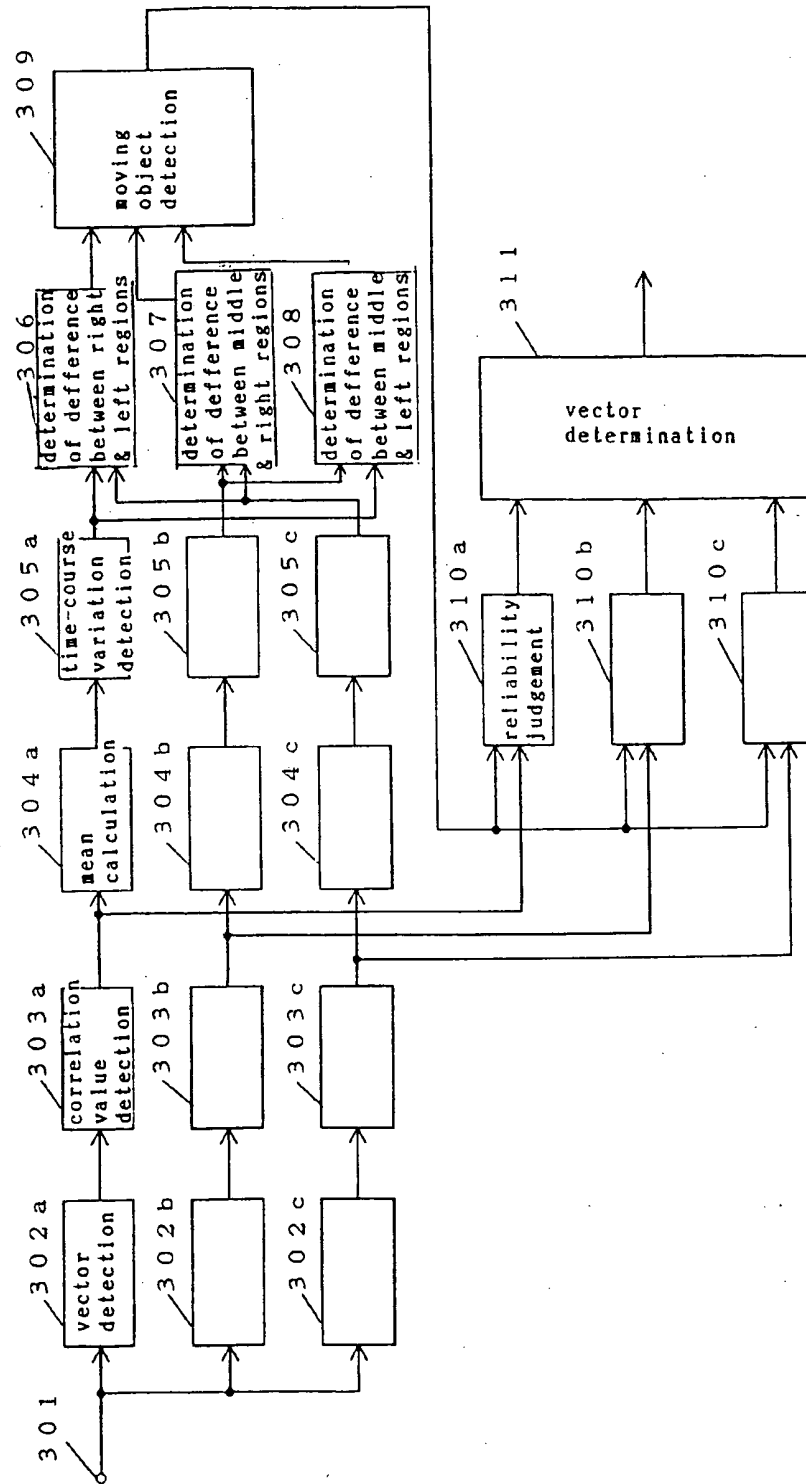 301
302a
vector
detection
302b
302c
303a
correlation
value
detection
303b
303c
304a
mean
calculation
304b
304c
305a
time-course
variation
detection
305b
305c
306
determination
of defference
between right
& left regions
307
determination
of defference
between middle
& right regions
308
determination
of defference
between middle
& left regions
309
moving
object
detection
310a
reliability
judgement
310b
310c
311
vector
determination